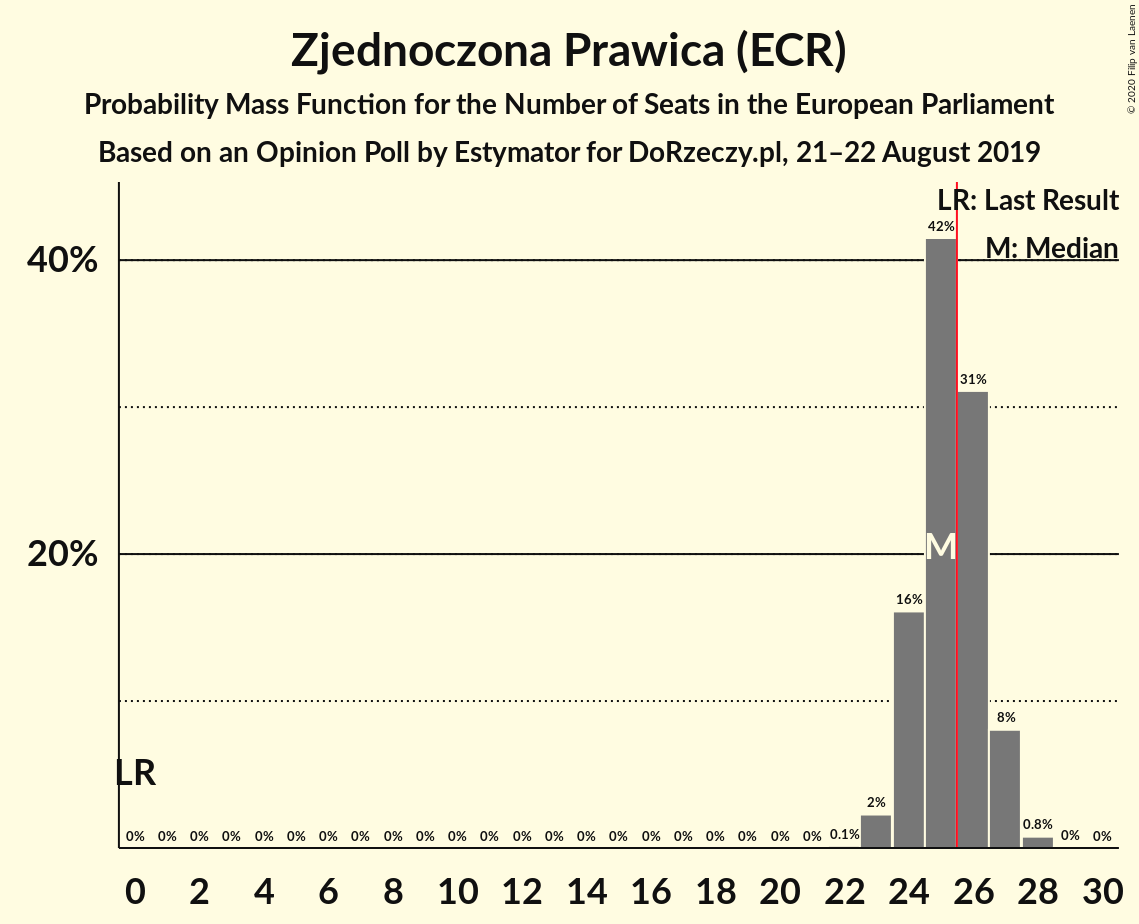 Zjednoczona Prawica (ECR)
Probability Mass Function for the Number of Seats in the European Parliament
Based on an Opinion Poll by Estymator for DoRzeczy.pl, 21–22 August 2019
© 2020 Filip van Laenen
LR: Last Result
M: Median
42%
40%
31%
20%
M
16%
8%
LR
2%
0% 0% 0% 0% 0% 0% 0% 0% 0% 0% 0% 0% 0% 0% 0% 0% 0% 0% 0% 0% 0% 0% 0.1% 0.8% 0% 0%
0 2 4 6 8 10 12 14 16 18 20 22 24 26 28 30